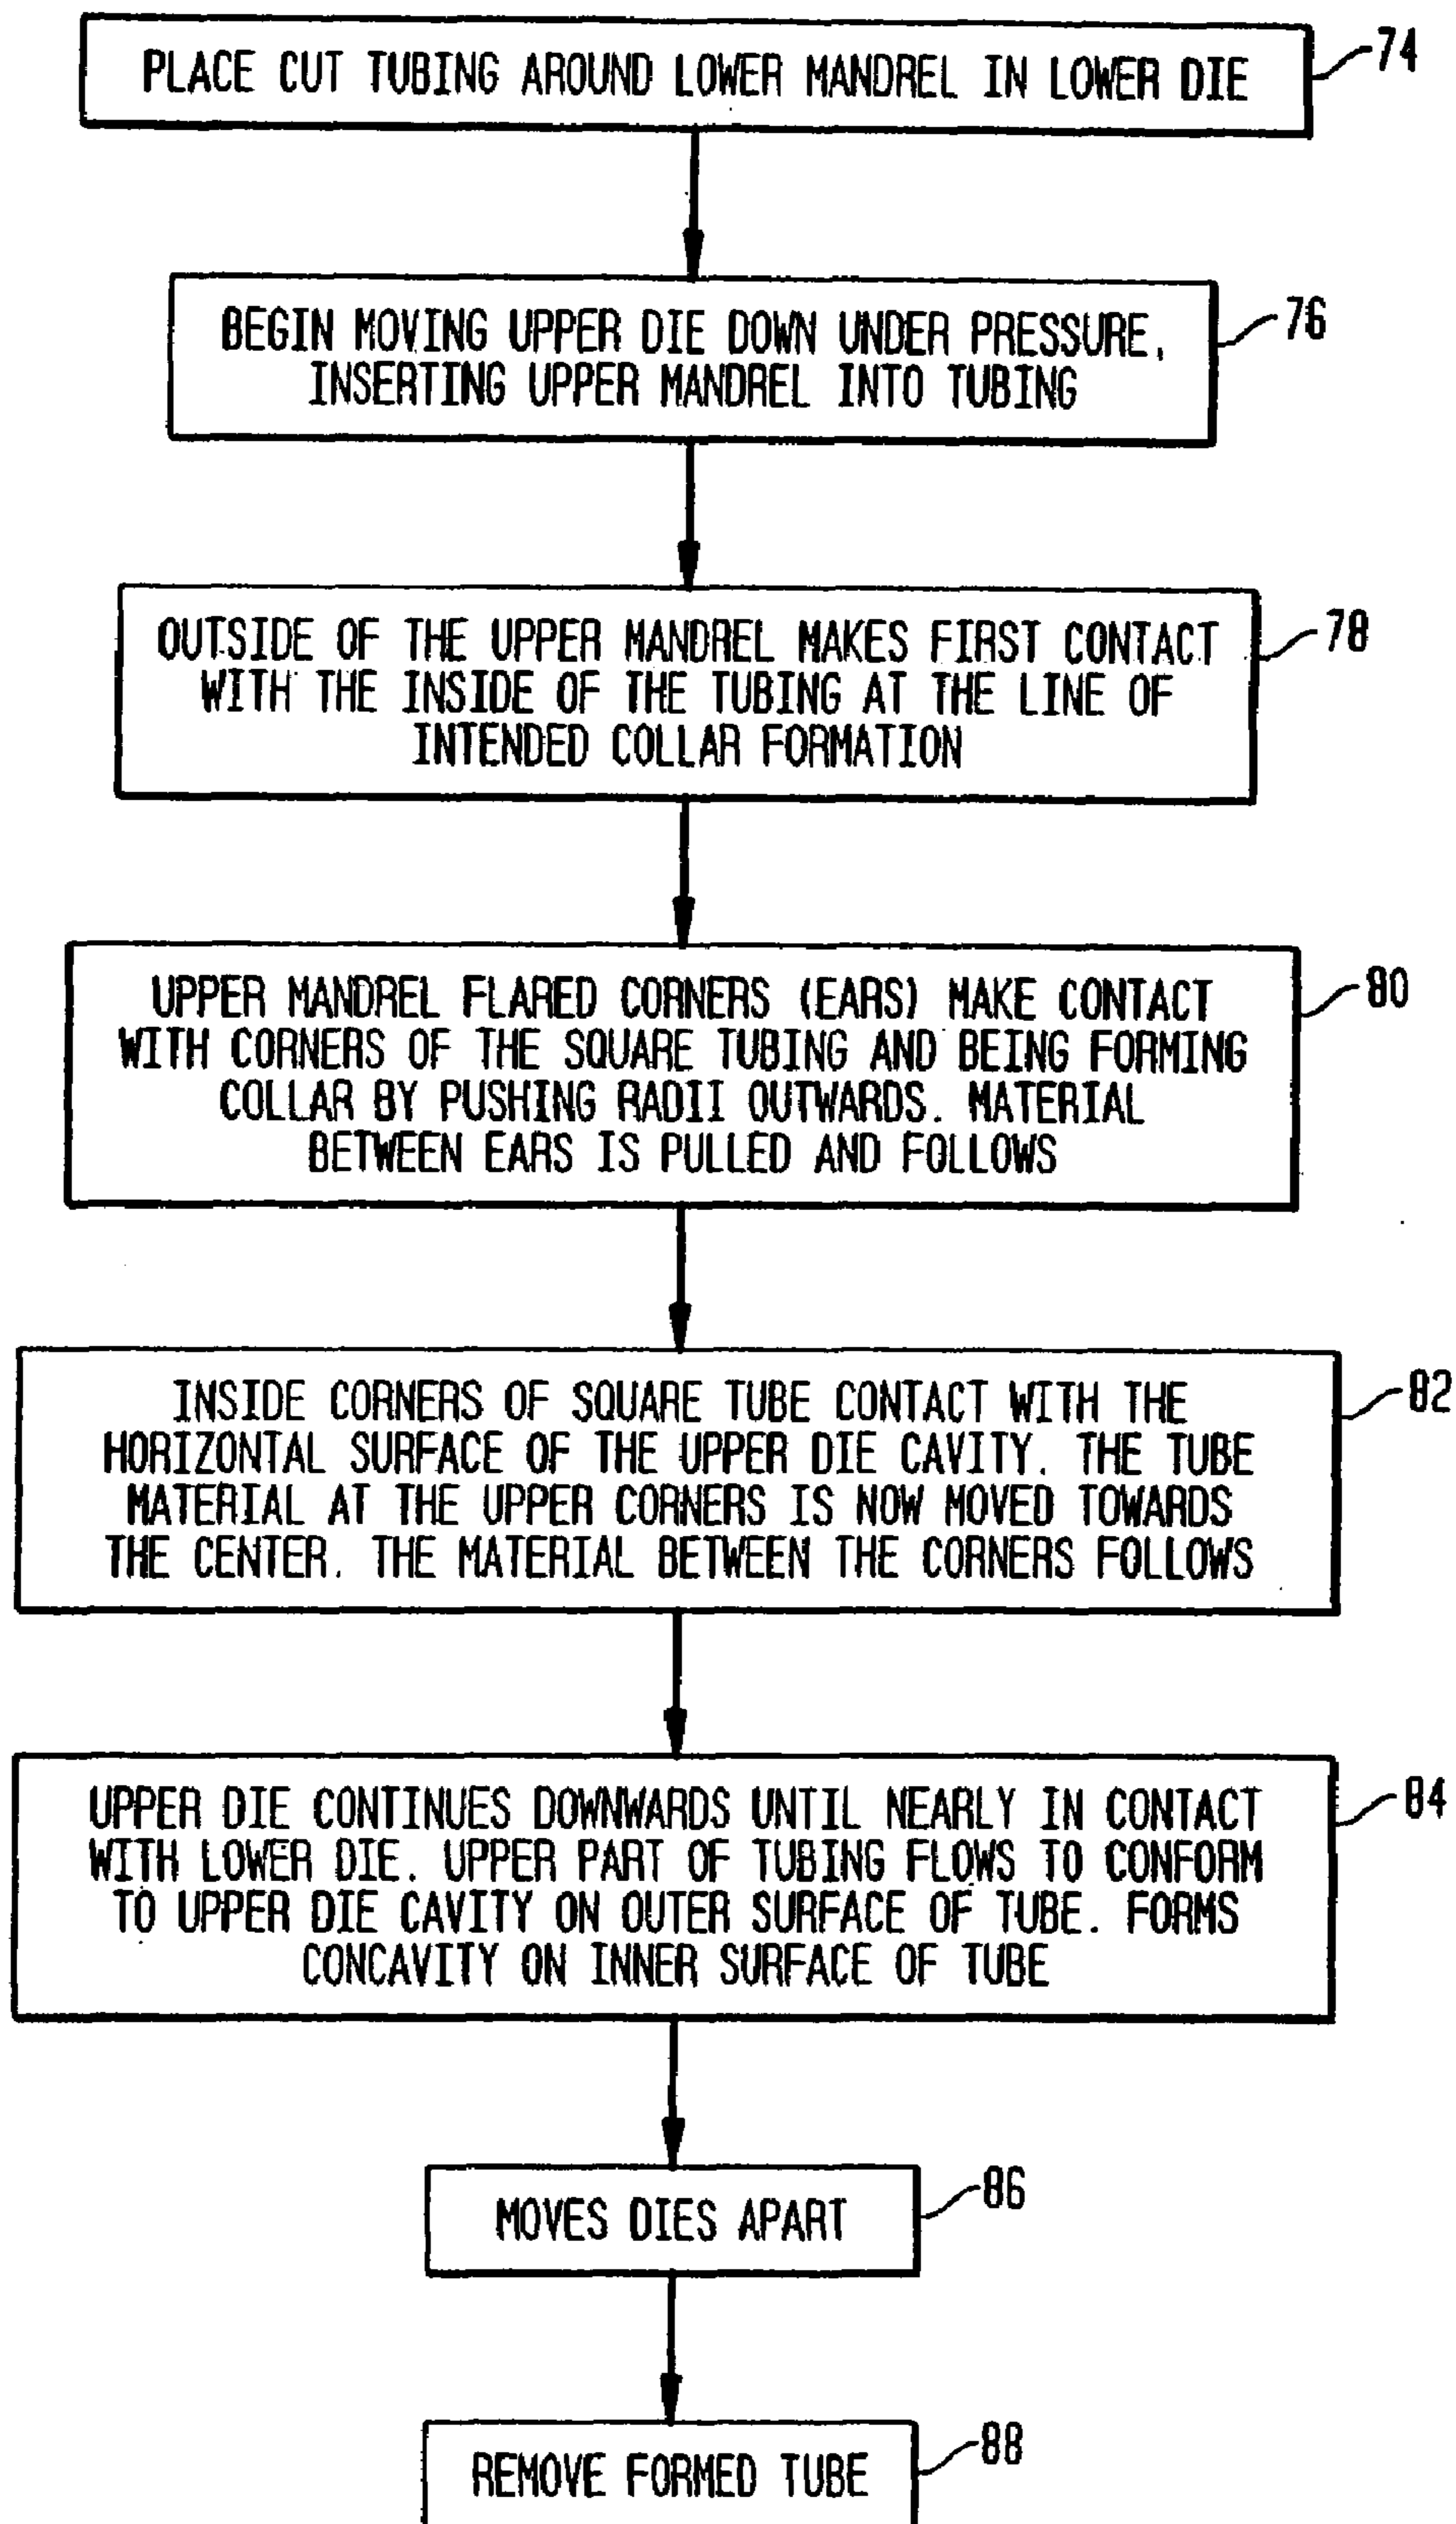 PLACE CUT TUBING AROUND LOWER MANDREL IN LOWER DIE
74
BEGIN MOVING UPPER DIE DOWN UNDER PRESSURE,
INSERTING UPPER MANDREL INTO TUBING
76
OUTSIDE OF THE UPPER MANDREL MAKES FIRST CONTACT
WITH THE INSIDE OF THE TUBING AT THE LINE OF
INTENDED COLLAR FORMATION
78
UPPER MANDREL FLARED CORNERS (EARS) MAKE CONTACT
WITH CORNERS OF THE SQUARE TUBING AND BEING FORMING
COLLAR BY PUSHING RADII OUTWARDS. MATERIAL
BETWEEN EARS IS PULLED AND FOLLOWS
80
INSIDE CORNERS OF SQUARE TUBE CONTACT WITH THE
HORIZONTAL SURFACE OF THE UPPER DIE CAVITY. THE TUBE
MATERIAL AT THE UPPER CORNERS IS NOW MOVED TOWARDS
THE CENTER. THE MATERIAL BETWEEN THE CORNERS FOLLOWS
82
UPPER DIE CONTINUES DOWNWARDS UNTIL NEARLY IN CONTACT
WITH LOWER DIE. UPPER PART OF TUBING FLOWS TO CONFORM
TO UPPER DIE CAVITY ON OUTER SURFACE OF TUBE. FORMS
CONCAVITY ON INNER SURFACE OF TUBE
84
MOVES DIES APART
86
REMOVE FORMED TUBE
88